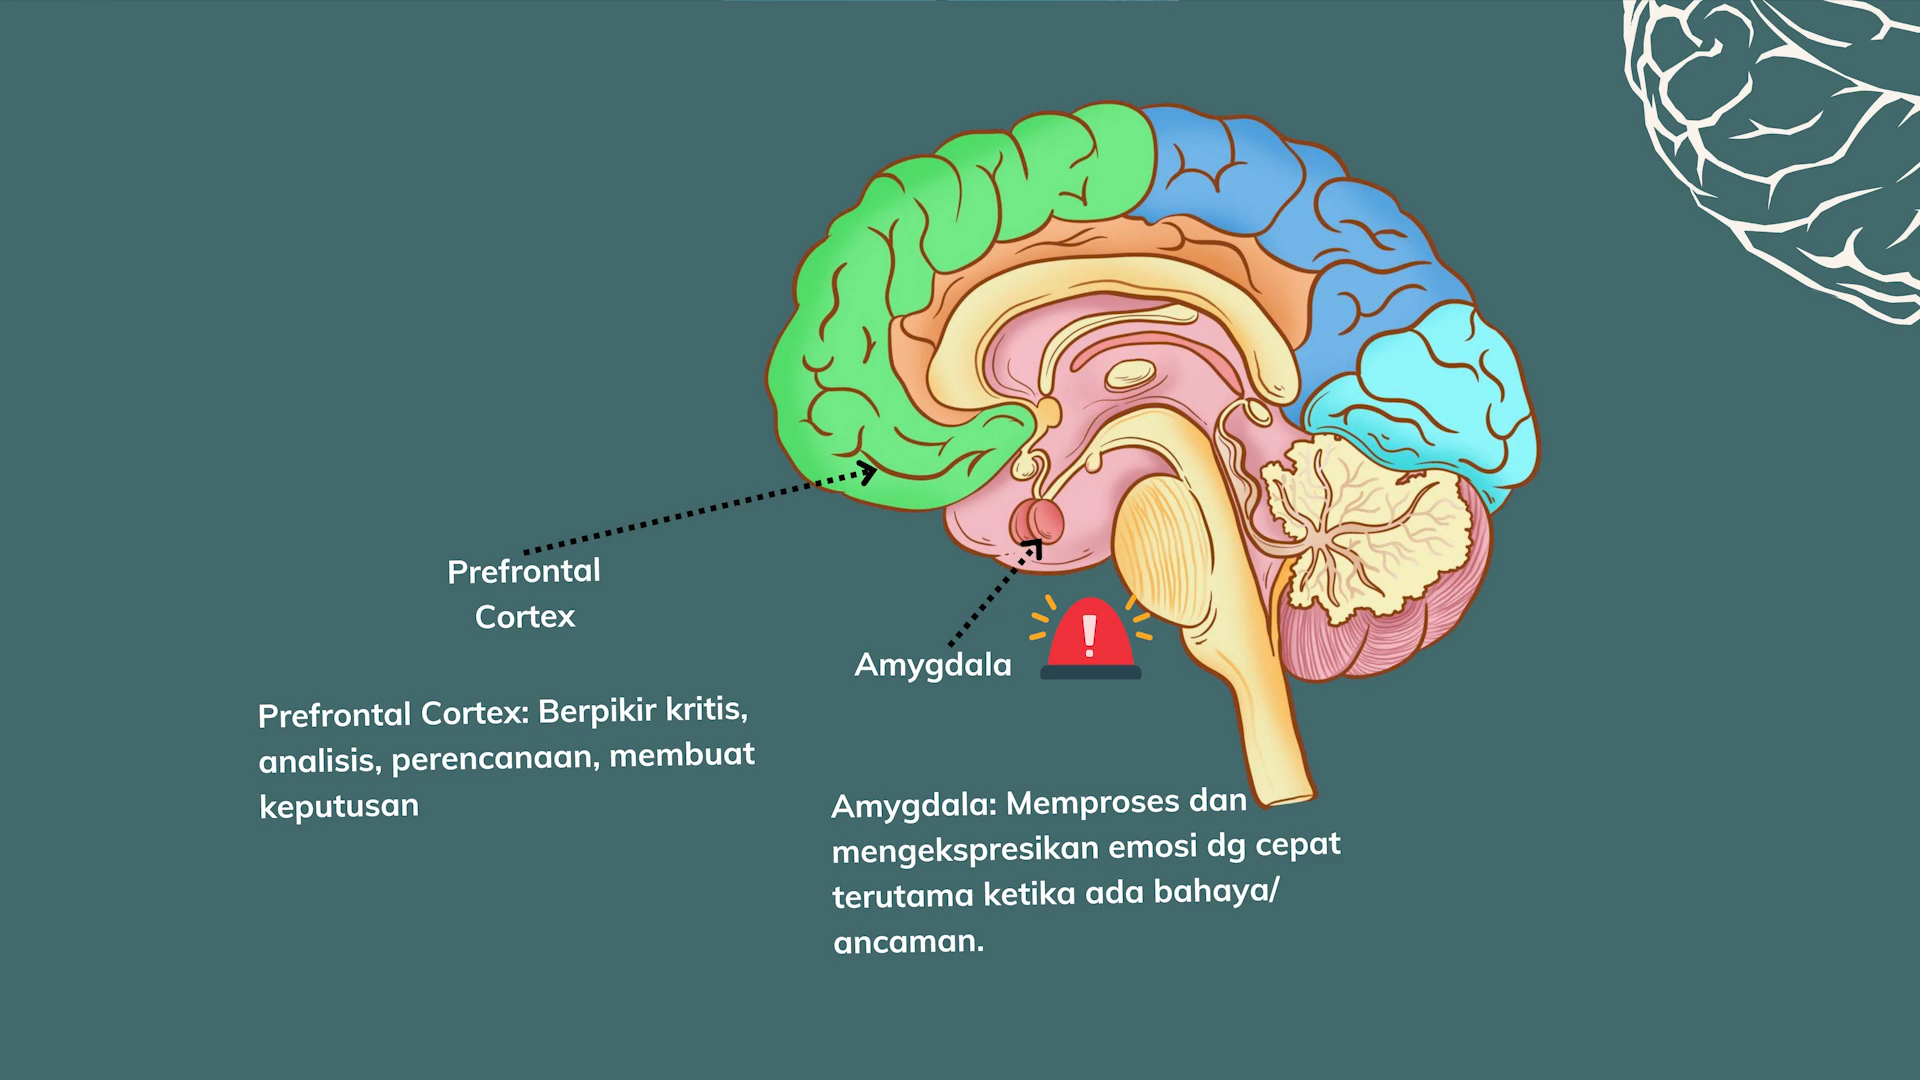 Prefrontal
Cortex
Amygdala
!
Prefrontal Cortex: Berpikir kritis,
analisis, perencanaan, membuat
keputusan
Amygdala: Memproses dan
mengekspresikan emosi dg cepat
terutama ketika ada bahaya/
ancaman.